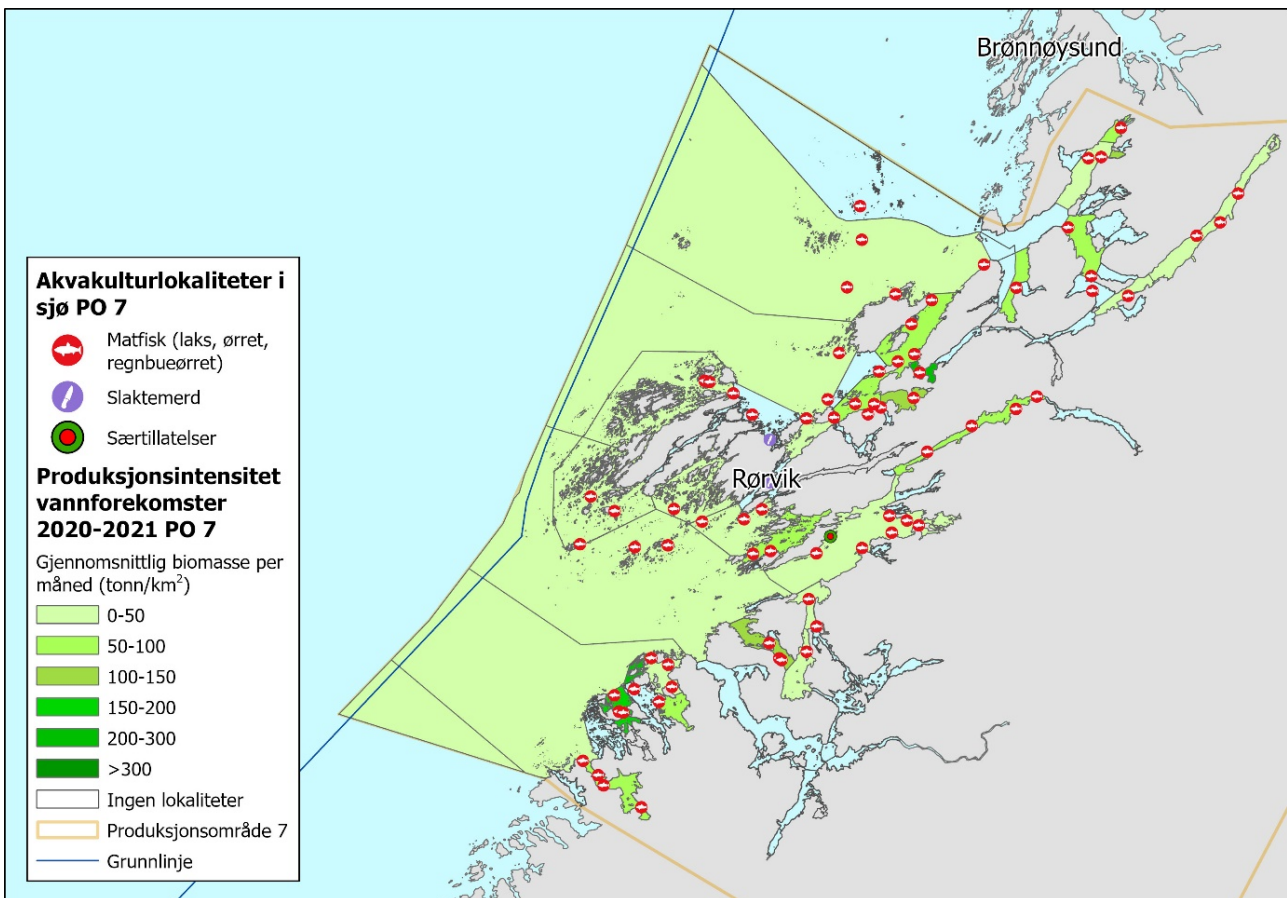 Brønnøysund
Rørvik
Akvakulturlokaliteter i
sjø PO 7
Matfisk (laks, ørret,
regnbueørret)
Slaktemerd
Særtillatelser
Produksjonsintensitet
vannforekomster
2020-2021 PO 7
Gjennomsnittlig biomasse per
måned (tonn/km²)
0-50
50-100
100-150
150-200
200-300
>300
Ingen lokaliteter
Produksjonsområde 7
Grunnlinje